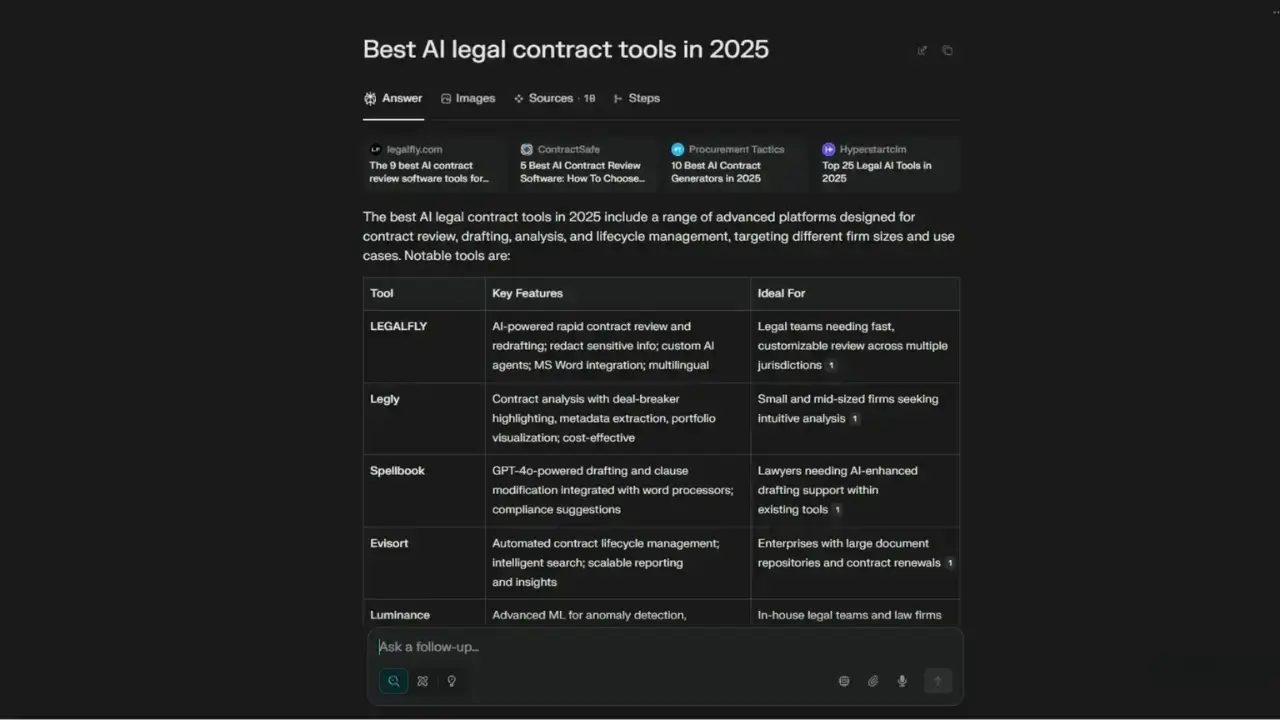 Best AI legal contract tools in 2025
Answer
Images
Sources · 10
Steps
LF legalfly.com
The 9 best AI contract
review software tools for...
ContractSafe
5 Best AI Contract Review
Software: How To Choose...
PT Procurement Tactics
10 Best AI Contract
Generators in 2025
Hyperstartclm
Top 25 Legal AI Tools in
2025
The best AI legal contract tools in 2025 include a range of advanced platforms designed for
contract review, drafting, analysis, and lifecycle management, targeting different firm sizes and use
cases. Notable tools are:
Tool
Key Features
Ideal For
LEGALFLY
AI-powered rapid contract review and
redrafting; redact sensitive info; custom AI
agents; MS Word integration; multilingual
Legal teams needing fast,
customizable review across multiple
jurisdictions 1
Legly
Contract analysis with deal-breaker
highlighting, metadata extraction, portfolio
visualization; cost-effective
Small and mid-sized firms seeking
intuitive analysis 1
Spellbook
GPT-4o-powered drafting and clause
modification integrated with word processors;
compliance suggestions
Lawyers needing AI-enhanced
drafting support within
existing tools 1
Evisort
Automated contract lifecycle management;
intelligent search; scalable reporting
and insights
Enterprises with large document
repositories and contract renewals 1
Luminance
Advanced ML for anomaly detection,
In-house legal teams and law firms
Ask a follow-up...